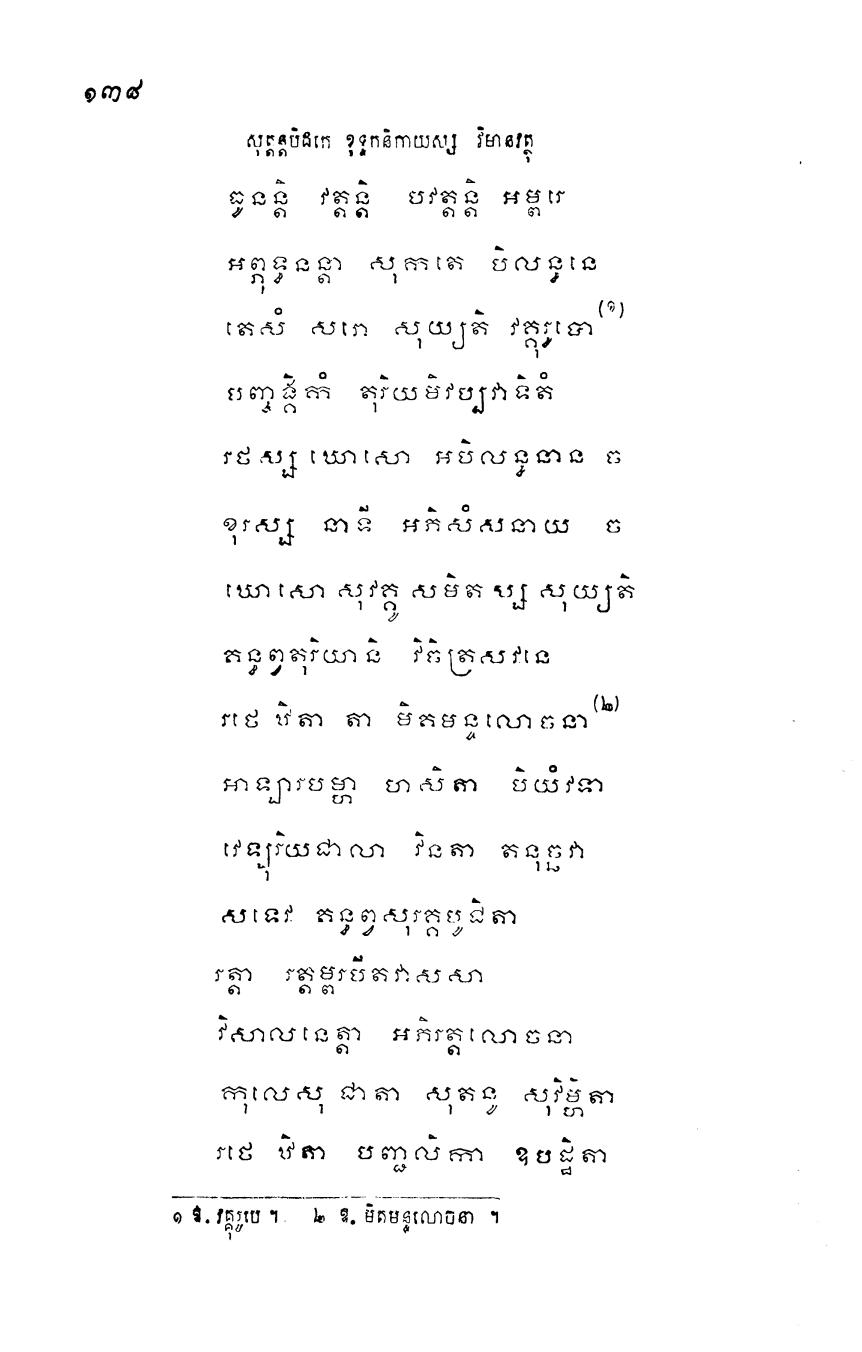 ១៣៨
សុត្តន្តបិដកេ ខុទ្ទកនិកាយស្ស វិមានវត្ថុ
ធូនន្តិ វត្តន្តិ បវត្តន្តិ អម្ពរេ
អព្ភុទ្ធនន្តា សុកតេ បិលន្ធនេ
តេសំ សរោ សុយ្យតិ វគ្គុរូទោ(១)
បញ្ចង្គិកំ តុរិយមិវប្បវាទិតំ
រថស្ស ឃោសោ អបិលន្ធនាន ច
ខុរស្ស នាទី អភិសំសនាយ ច
ឃោសោ សុវគ្គូ សមិតស្ស សុយ្យតិ
គន្ធព្វតុរិយានិ វិចិត្រសវនេ
រថេ ឋិតា តា មិគមន្ទលោចនា(២)
អាឡ្បារបម្ហា ហសិតា បិយំវទា
វេឡុរិយជាលា វិនតា តនុច្ឆវា
សទេវ គន្ធព្វសុរគ្គបូជិតា
រត្តា រត្តម្ពរបីតវាសសា
វិសាលនេត្តា អភិរត្តលោចនា
កុលេសុ ជាតា សុតនូ សុវិម្ហិតា
រថេ ឋិតា បញ្ជលិកា ឧបដ្ឋិតា
១ ឱ. វគ្គុរូបេ ។ ២ ឱ. មិគមន្ទលោចនា ។